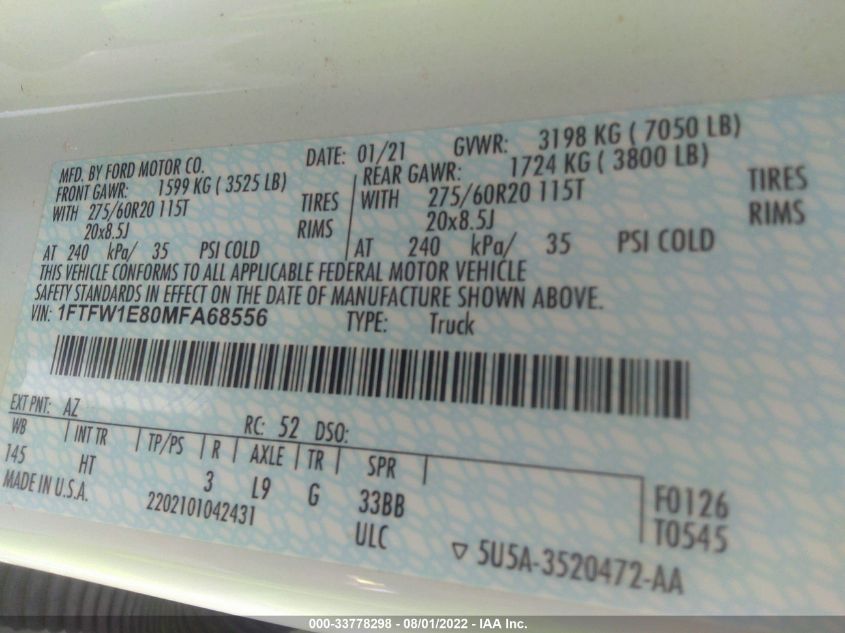 MFD. BY FORD MOTOR CO. DATE: 01/21 GVWR: 3198 KG ( 7050 LB)
FRONT GAWR: 1599 KG ( 3525 LB) REAR GAWR: 1724 KG ( 3800 LB)
WITH 275/60R20 115T TIRES WITH 275/60R20 115T TIRES
20x8.5J RIMS 20x8.5J RIMS
AT 240 kPa/ 35 PSI COLD AT 240 kPa/ 35 PSI COLD
THIS VEHICLE CONFORMS TO ALL APPLICABLE FEDERAL MOTOR VEHICLE
SAFETY STANDARDS IN EFFECT ON THE DATE OF MANUFACTURE SHOWN ABOVE.
VIN: 1FTFW1E80MFA68556 TYPE: Truck
EXT PNT: AZ RC: 52 DSO:
WB INT TR TP/PS R AXLE TR SPR
145 HT 3 L9 G 33BB F0126
MADE IN U.S.A. 2202101042431 ULC T0545
▽ 5U5A-3520472-AA
000-33778298 - 08/01/2022 - IAA Inc.